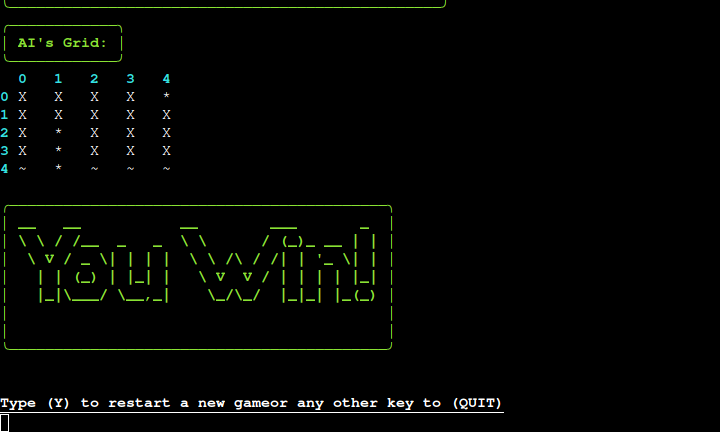 AI's Grid:
0 1 2 3 4
0 X X X X *
1 X X X X X
2 X * X X X
3 X * X X X
4 ~ * ~ ~ ~
You Win!
Type (Y) to restart a new gameor any other key to (QUIT)